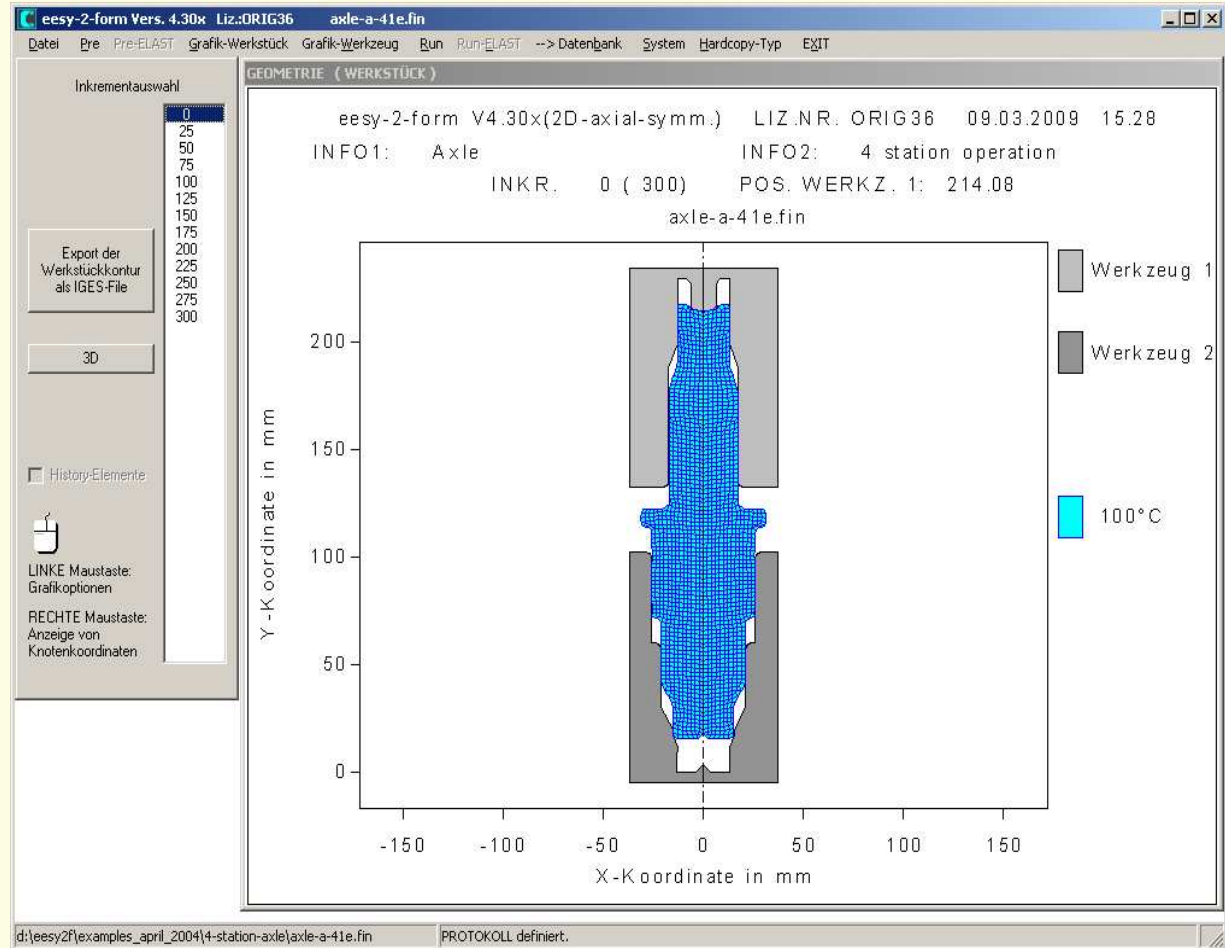 eesy-2-form Vers. 4.30x Liz.:ORIG36 axle-a-41e.fin
Datei Pre Pre-ELAST Grafik-Werkstück Grafik-Werkzeug Run Run-ELAST --> Datenbank System Hardcopy-Typ EXIT
Inkrementauswahl
0
25
50
75
100
125
150
175
200
225
250
275
300
Export der
Werkstückkontur
als IGES-File
3D
History-Elemente
LINKE Maustaste:
Grafikoptionen
RECHTE Maustaste:
Anzeige von
Knotenkoordinaten
GEOMETRIE ( WERKSTÜCK )
eesy-2-form V4.30x(2D-axial-symm.) LIZ.NR. ORIG36 09.03.2009 15.28
INFO1: Axle INFO2: 4 station operation
INKR. 0 ( 300) POS. WERKZ. 1: 214.08
axle-a-41e.fin
Werkzeug 1
Werkzeug 2
100°C
Y-Koordinate in mm
200
150
100
50
0
-150 -100 -50 0 50 100 150
X-Koordinate in mm
d:\eesy2f\examples_april_2004\4-station-axle\axle-a-41e.fin PROTOKOLL definiert.